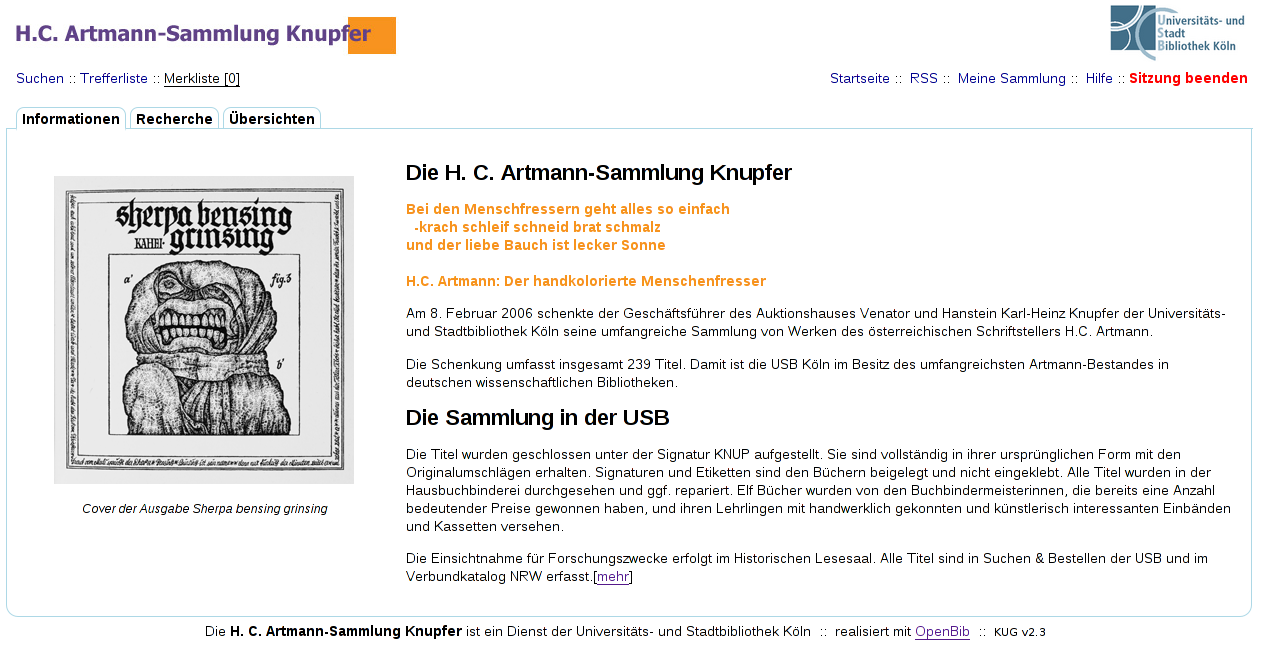 H.C. Artmann-Sammlung Knupfer
Universitäts- und
Stadt
Bibliothek Köln
Suchen :: Trefferliste :: Merkliste [0]
Startseite :: RSS :: Meine Sammlung :: Hilfe :: Sitzung beenden
Informationen
Recherche
Übersichten
sherpa bensing
grinsing
a'
fig.3
b'
Cover der Ausgabe Sherpa bensing grinsing
Die H. C. Artmann-Sammlung Knupfer
Bei den Menschfressern geht alles so einfach
-krach schleif schneid brat schmalz
und der liebe Bauch ist lecker Sonne
H.C. Artmann: Der handkolorierte Menschenfresser
Am 8. Februar 2006 schenkte der Geschäftsführer des Auktionshauses Venator und Hanstein Karl-Heinz Knupfer der Universitäts-
und Stadtbibliothek Köln seine umfangreiche Sammlung von Werken des österreichischen Schriftstellers H.C. Artmann.
Die Schenkung umfasst insgesamt 239 Titel. Damit ist die USB Köln im Besitz des umfangreichsten Artmann-Bestandes in
deutschen wissenschaftlichen Bibliotheken.
Die Sammlung in der USB
Die Titel wurden geschlossen unter der Signatur KNUP aufgestellt. Sie sind vollständig in ihrer ursprünglichen Form mit den
Originalumschlägen erhalten. Signaturen und Etiketten sind den Büchern beigelegt und nicht eingeklebt. Alle Titel wurden in der
Hausbuchbinderei durchgesehen und ggf. repariert. Elf Bücher wurden von den Buchbindermeisterinnen, die bereits eine Anzahl
bedeutender Preise gewonnen haben, und ihren Lehrlingen mit handwerklich gekonnten und künstlerisch interessanten Einbänden
und Kassetten versehen.
Die Einsichtnahme für Forschungszwecke erfolgt im Historischen Lesesaal. Alle Titel sind in Suchen & Bestellen der USB und im
Verbundkatalog NRW erfasst.[mehr]
Die H. C. Artmann-Sammlung Knupfer ist ein Dienst der Universitäts- und Stadtbibliothek Köln :: realisiert mit OpenBib :: KUG v2.3